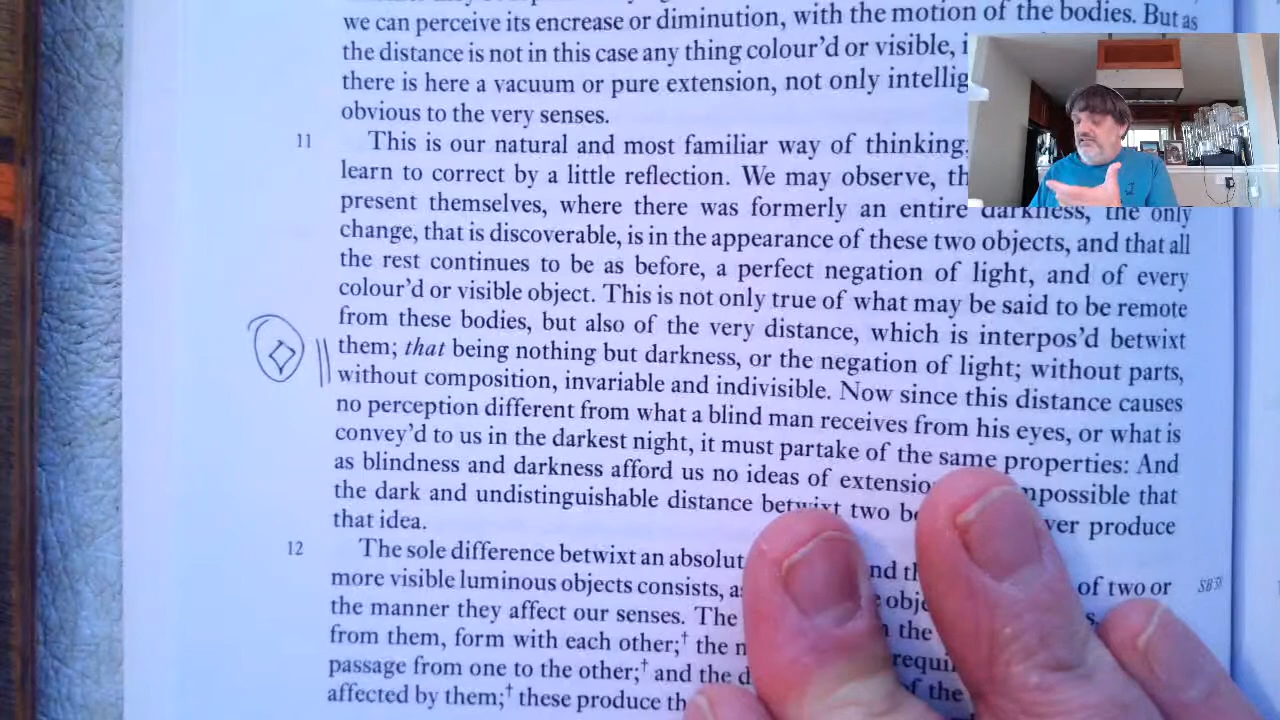 we can perceive its encrease or diminution, with the motion of the bodies. But as
the distance is not in this case any thing colour'd or visible,
there is here a vacuum or pure extension, not only
obvious to the very senses.
11 This is our natural and most familiar way of thinking
learn to correct by a little reflection. We may observe,
present themselves, where there was formerly an entire darkness, the only
change, that is discoverable, is in the appearance of these two objects, and that all
the rest continues to be as before, a perfect negation of light, and of every
colour'd or visible object. This is not only true of what may be said to be remote
from these bodies, but also of the very distance, which is interpos'd betwixt
them; that being nothing but darkness, or the negation of light; without parts,
without composition, invariable and indivisible. Now since this distance causes
no perception different from what a blind man receives from his eyes, or what is
convey'd to us in the darkest night, it must partake of the same properties: And
as blindness and darkness afford us no ideas of that
the dark and undistinguishable distance betwixt two produce
that idea.
12 The sole difference betwixt an of two or
more visible luminous objects consists,
the manner they affect our senses. The
from them, form with each other;† the
passage from one to the other;† and the
affected by them;† these produce